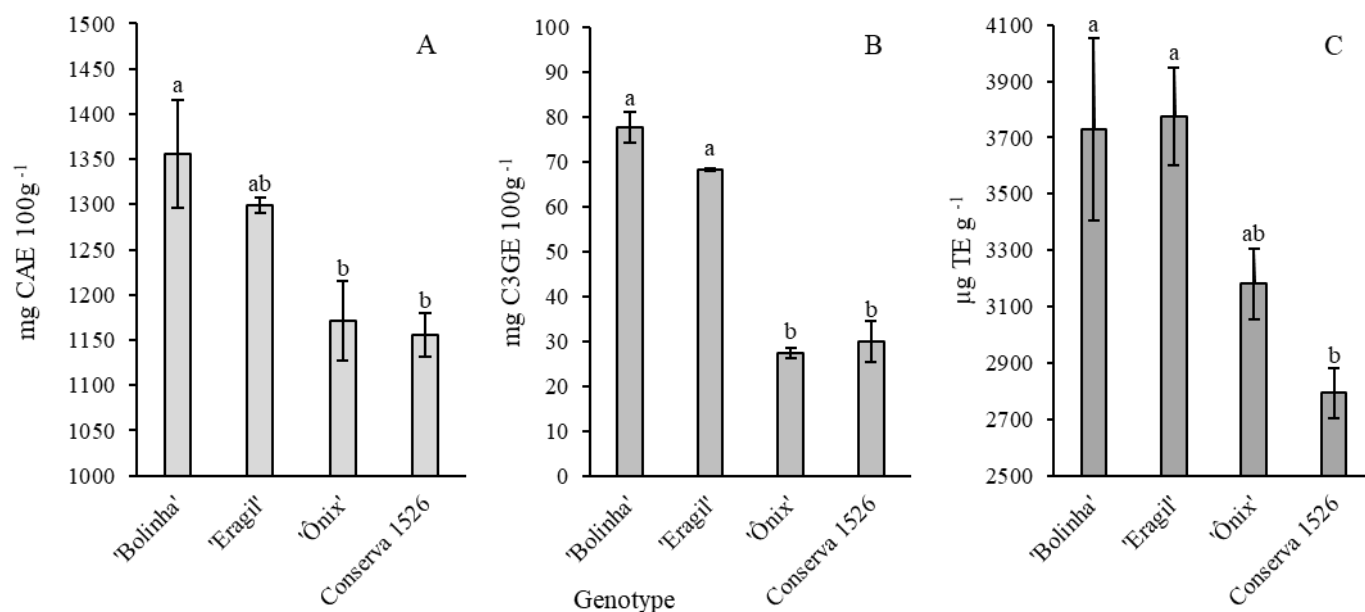 A
mg CAE 100g⁻¹
1500
1450
1400
1350
1300
1250
1200
1150
1100
1050
1000
a
ab
b
b
'Bolinha'
'Eragil'
'Ônix'
Conserva 1526
B
mg C3GE 100g⁻¹
100
90
80
70
60
50
40
30
20
10
0
a
a
b
b
'Bolinha'
'Eragil'
'Ônix'
Conserva 1526
Genotype
C
µg TE g⁻¹
4100
3900
3700
3500
3300
3100
2900
2700
2500
a
a
ab
b
'Bolinha'
'Eragil'
'Ônix'
Conserva 1526